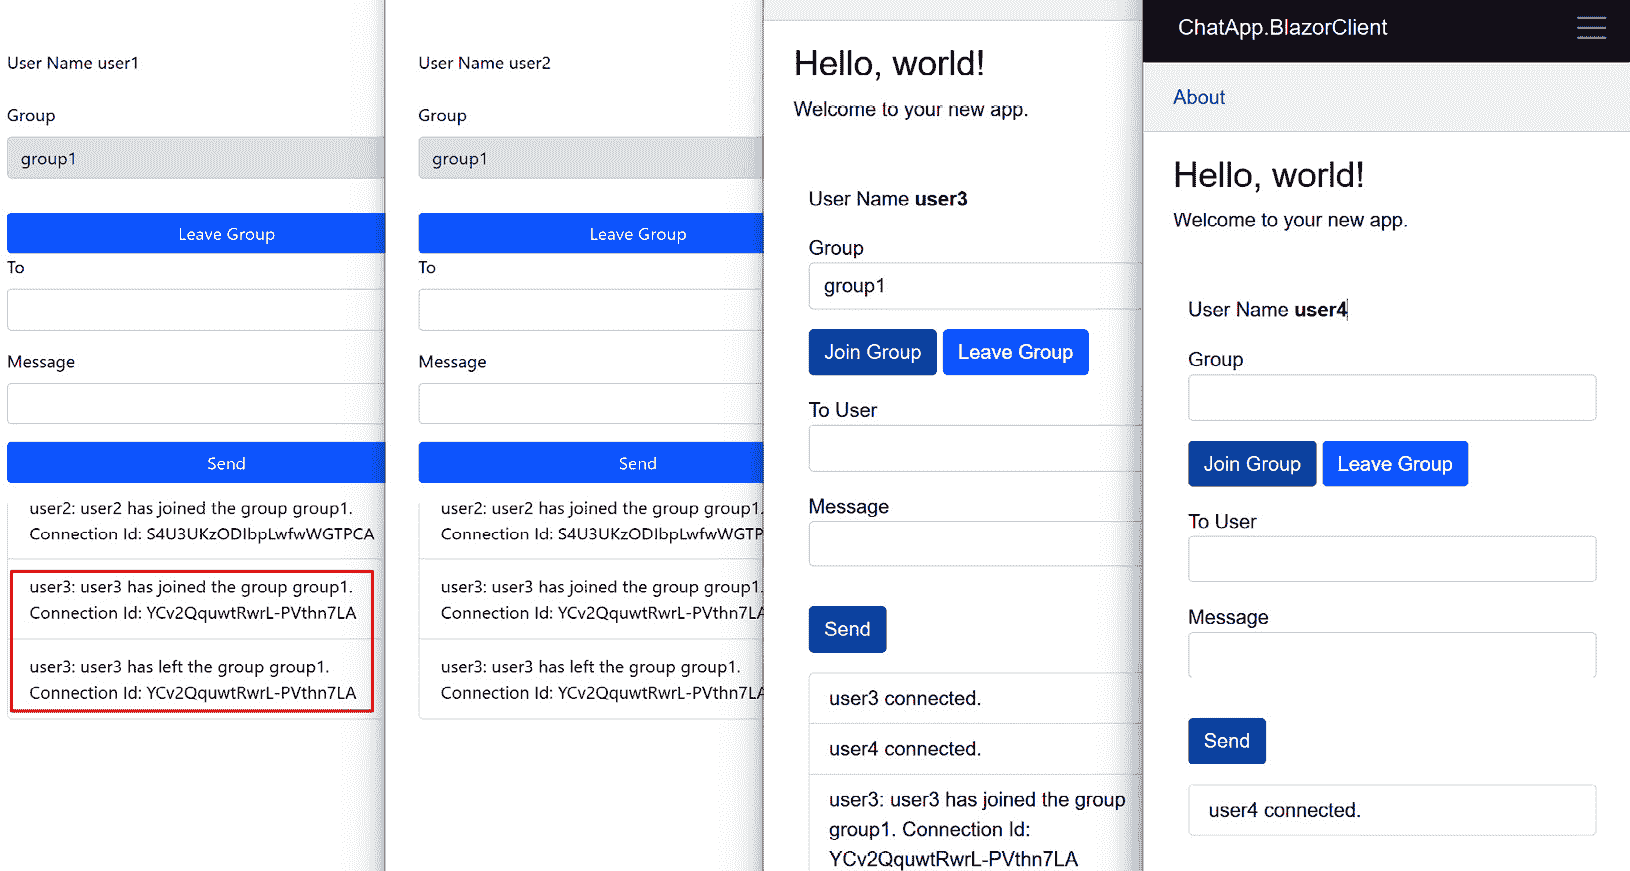 User Name user1
Group
group1
Leave Group
To
Message
Send
user2: user2 has joined the group group1.
Connection Id: S4U3UKzODIbpLwfwWGTPCA
user3: user3 has joined the group group1.
Connection Id: YCv2QquwtRwrL-PVthn7LA
user3: user3 has left the group group1.
Connection Id: YCv2QquwtRwrL-PVthn7LA
User Name user2
Group
group1
Leave Group
To
Message
Send
user2: user2 has joined the group group1.
Connection Id: S4U3UKzODIbpLwfwWGTP
user3: user3 has joined the group group1.
Connection Id: YCv2QquwtRwrL-PVthn7LA
user3: user3 has left the group group1.
Connection Id: YCv2QquwtRwrL-PVthn7LA
Hello, world!
Welcome to your new app.
User Name user3
Group
group1
Join Group Leave Group
To User
Message
Send
user3 connected.
user4 connected.
user3: user3 has joined the group
group1. Connection Id:
YCv2QquwtRwrL-PVthn7LA
ChatApp.BlazorClient
About
Hello, world!
Welcome to your new app.
User Name user4
Group
Join Group Leave Group
To User
Message
Send
user4 connected.